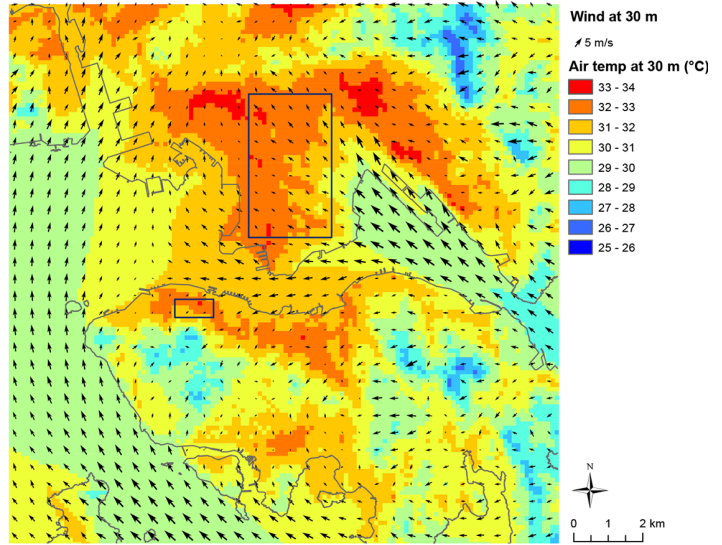 Wind at 30 m
5 m/s
Air temp at 30 m (°C)
33 - 34
32 - 33
31 - 32
30 - 31
29 - 30
28 - 29
27 - 28
26 - 27
25 - 26
N
0 1 2 km